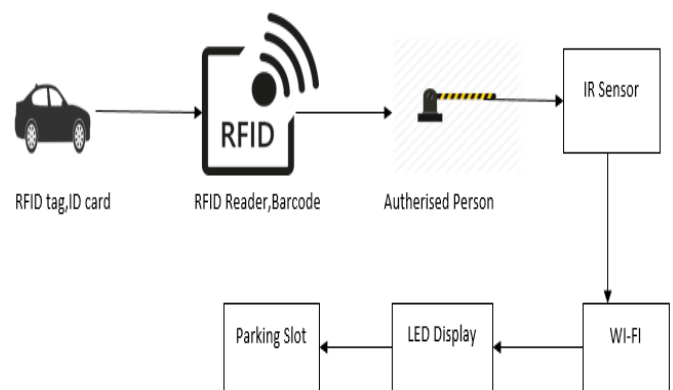 RFID
RFID tag,ID card
RFID Reader,Barcode
Autherised Person
IR Sensor
Parking Slot
LED Display
WI-FI